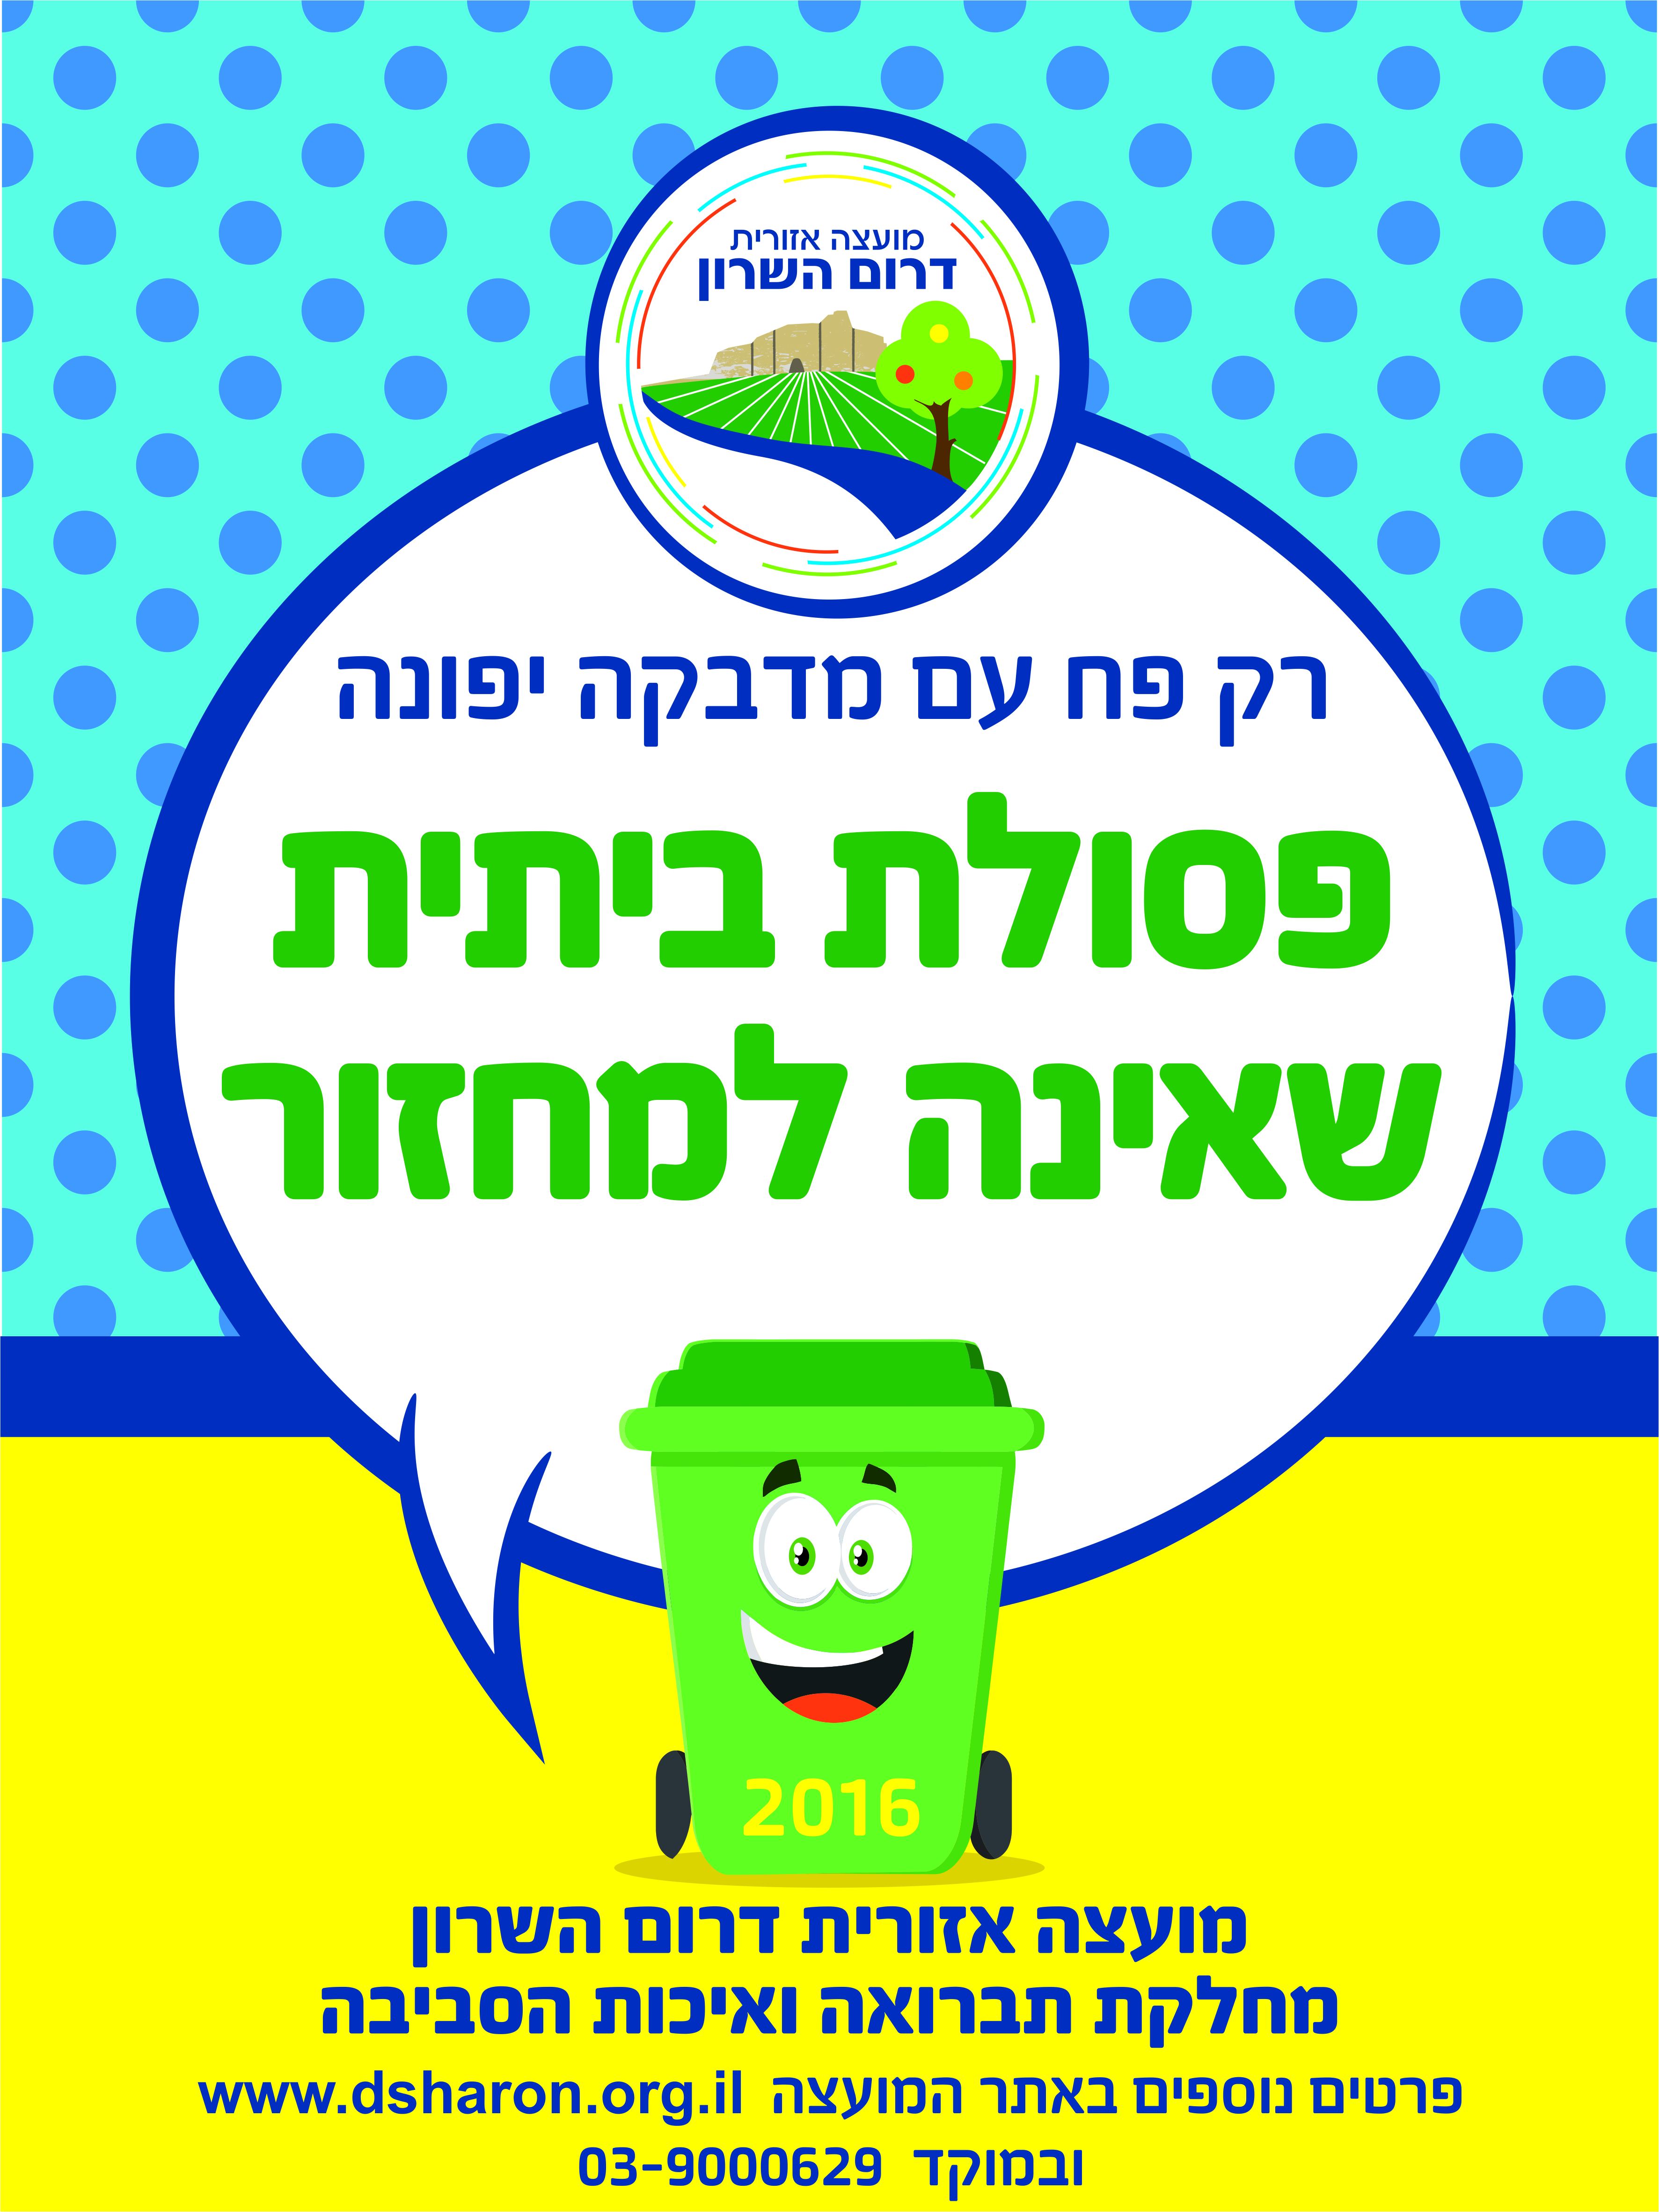 מועצה אזורית
דרום השרון
רק פח עם מדבקה יפונה
פסולת ביתית
שאינה למחזור
2016
מועצה אזורית דרום השרון
מחלקת תברואה ואיכות הסביבה
פרטים נוספים באתר המועצה www.dsharon.org.il
ובמוקד 03-9000629